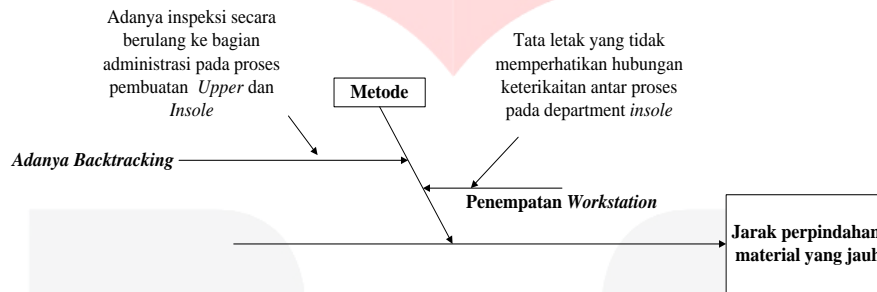 Adanya inspeksi secara
berulang ke bagian
administrasi pada proses
pembuatan Upper dan
Insole
Tata letak yang tidak
memperhatikan hubungan
keterikaitan antar proses
pada department insole
Metode
Adanya Backtracking
Penempatan Workstation
Jarak perpindahan
material yang jauh